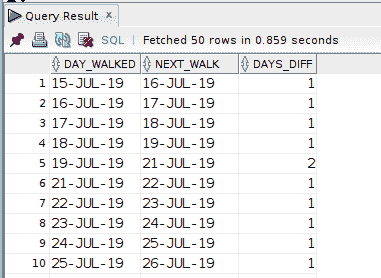 Query Result ×
SQL | Fetched 50 rows in 0.859 seconds
DAY_WALKED NEXT_WALK DAYS_DIFF
1 15-JUL-19 16-JUL-19 1
2 16-JUL-19 17-JUL-19 1
3 17-JUL-19 18-JUL-19 1
4 18-JUL-19 19-JUL-19 1
5 19-JUL-19 21-JUL-19 2
6 21-JUL-19 22-JUL-19 1
7 22-JUL-19 23-JUL-19 1
8 23-JUL-19 24-JUL-19 1
9 24-JUL-19 25-JUL-19 1
10 25-JUL-19 26-JUL-19 1